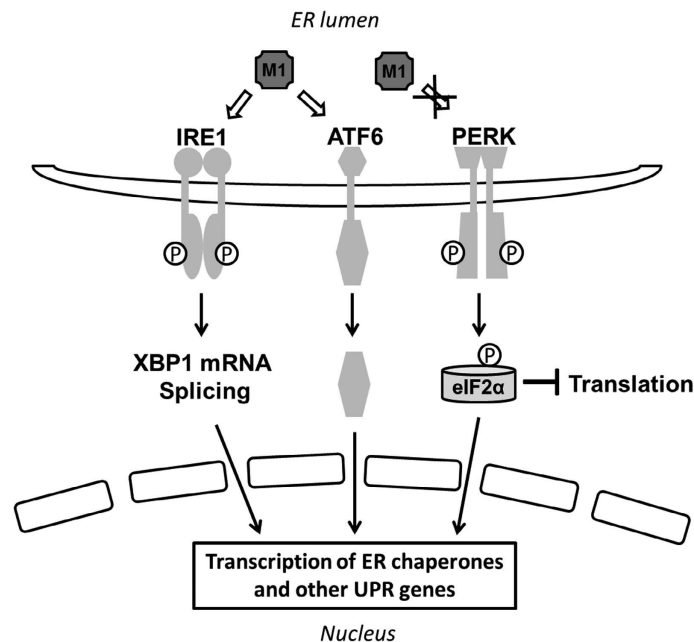 ER lumen
M1
M1
IRE1
ATF6
PERK
P
P
P
P
XBP1 mRNA
Splicing
P
eIF2α
Translation
Transcription of ER chaperones
and other UPR genes
Nucleus